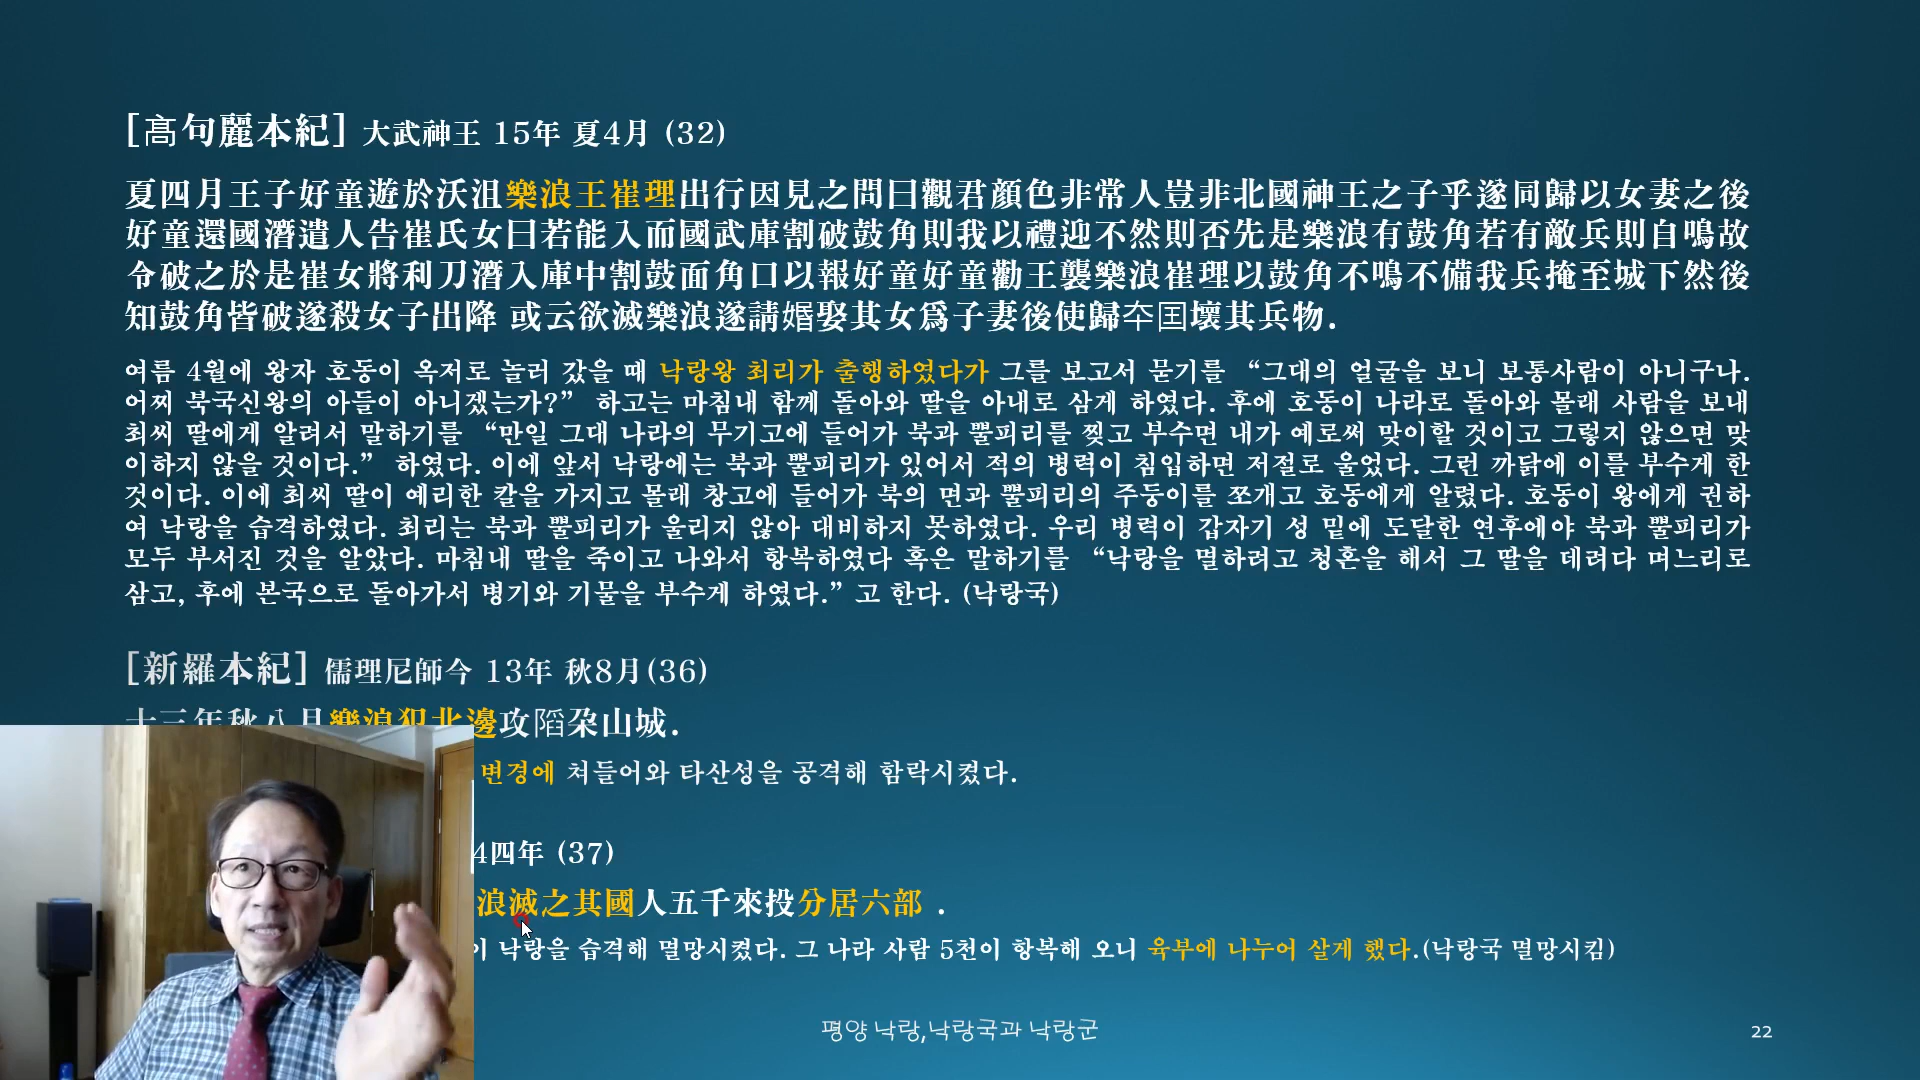 [高句麗本紀] 大武神王 15年 夏4月 (32)
夏四月王子好童遊於沃沮樂浪王崔理出行因見之問曰觀君顔色非常人豈非北國神王之子乎遂同歸以女妻之後
好童還國潛遣人告崔氏女曰若能入而國武庫割破鼓角則我以禮迎不然則否先是樂浪有鼓角若有敵兵則自鳴故
令破之於是崔女將利刀潛入庫中割鼓面角口以報好童好童勸王襲樂浪崔理以鼓角不鳴不備我兵掩至城下然後
知鼓角皆破遂殺女子出降 或云欲滅樂浪遂請婚娶其女爲子妻後使歸夲国壞其兵物.
여름 4월에 왕자 호동이 옥저로 놀러 갔을 때 낙랑왕 최리가 출행하였다가 그를 보고서 묻기를 “그대의 얼굴을 보니 보통사람이 아니구나.
어찌 북국신왕의 아들이 아니겠는가?” 하고는 마침내 함께 돌아와 딸을 아내로 삼게 하였다. 후에 호동이 나라로 돌아와 몰래 사람을 보내
최씨 딸에게 알려서 말하기를 “만일 그대 나라의 무기고에 들어가 북과 뿔피리를 찢고 부수면 내가 예로써 맞이할 것이고 그렇지 않으면 맞
이하지 않을 것이다.” 하였다. 이에 앞서 낙랑에는 북과 뿔피리가 있어서 적의 병력이 침입하면 저절로 울었다. 그런 까닭에 이를 부수게 한
것이다. 이에 최씨 딸이 예리한 칼을 가지고 몰래 창고에 들어가 북의 면과 뿔피리의 주둥이를 쪼개고 호동에게 알렸다. 호동이 왕에게 권하
여 낙랑을 습격하였다. 최리는 북과 뿔피리가 울리지 않아 대비하지 못하였다. 우리 병력이 갑자기 성 밑에 도달한 연후에야 북과 뿔피리가
모두 부서진 것을 알았다. 마침내 딸을 죽이고 나와서 항복하였다 혹은 말하기를 “낙랑을 멸하려고 청혼을 해서 그 딸을 데려다 며느리로
삼고, 후에 본국으로 돌아가서 병기와 기물을 부수게 하였다.”고 한다. (낙랑국)
[新羅本紀] 儒理尼師今 13年 秋8月(36)
十三年秋八月樂浪犯北邊攻陷朶山城.
변경에 쳐들어와 타산성을 공격해 함락시켰다.
4四年 (37)
浪滅之其國人五千來投分居六部 .
이 낙랑을 습격해 멸망시켰다. 그 나라 사람 5천이 항복해 오니 육부에 나누어 살게 했다.(낙랑국 멸망시킴)
평양 낙랑,낙랑국과 낙랑군
22